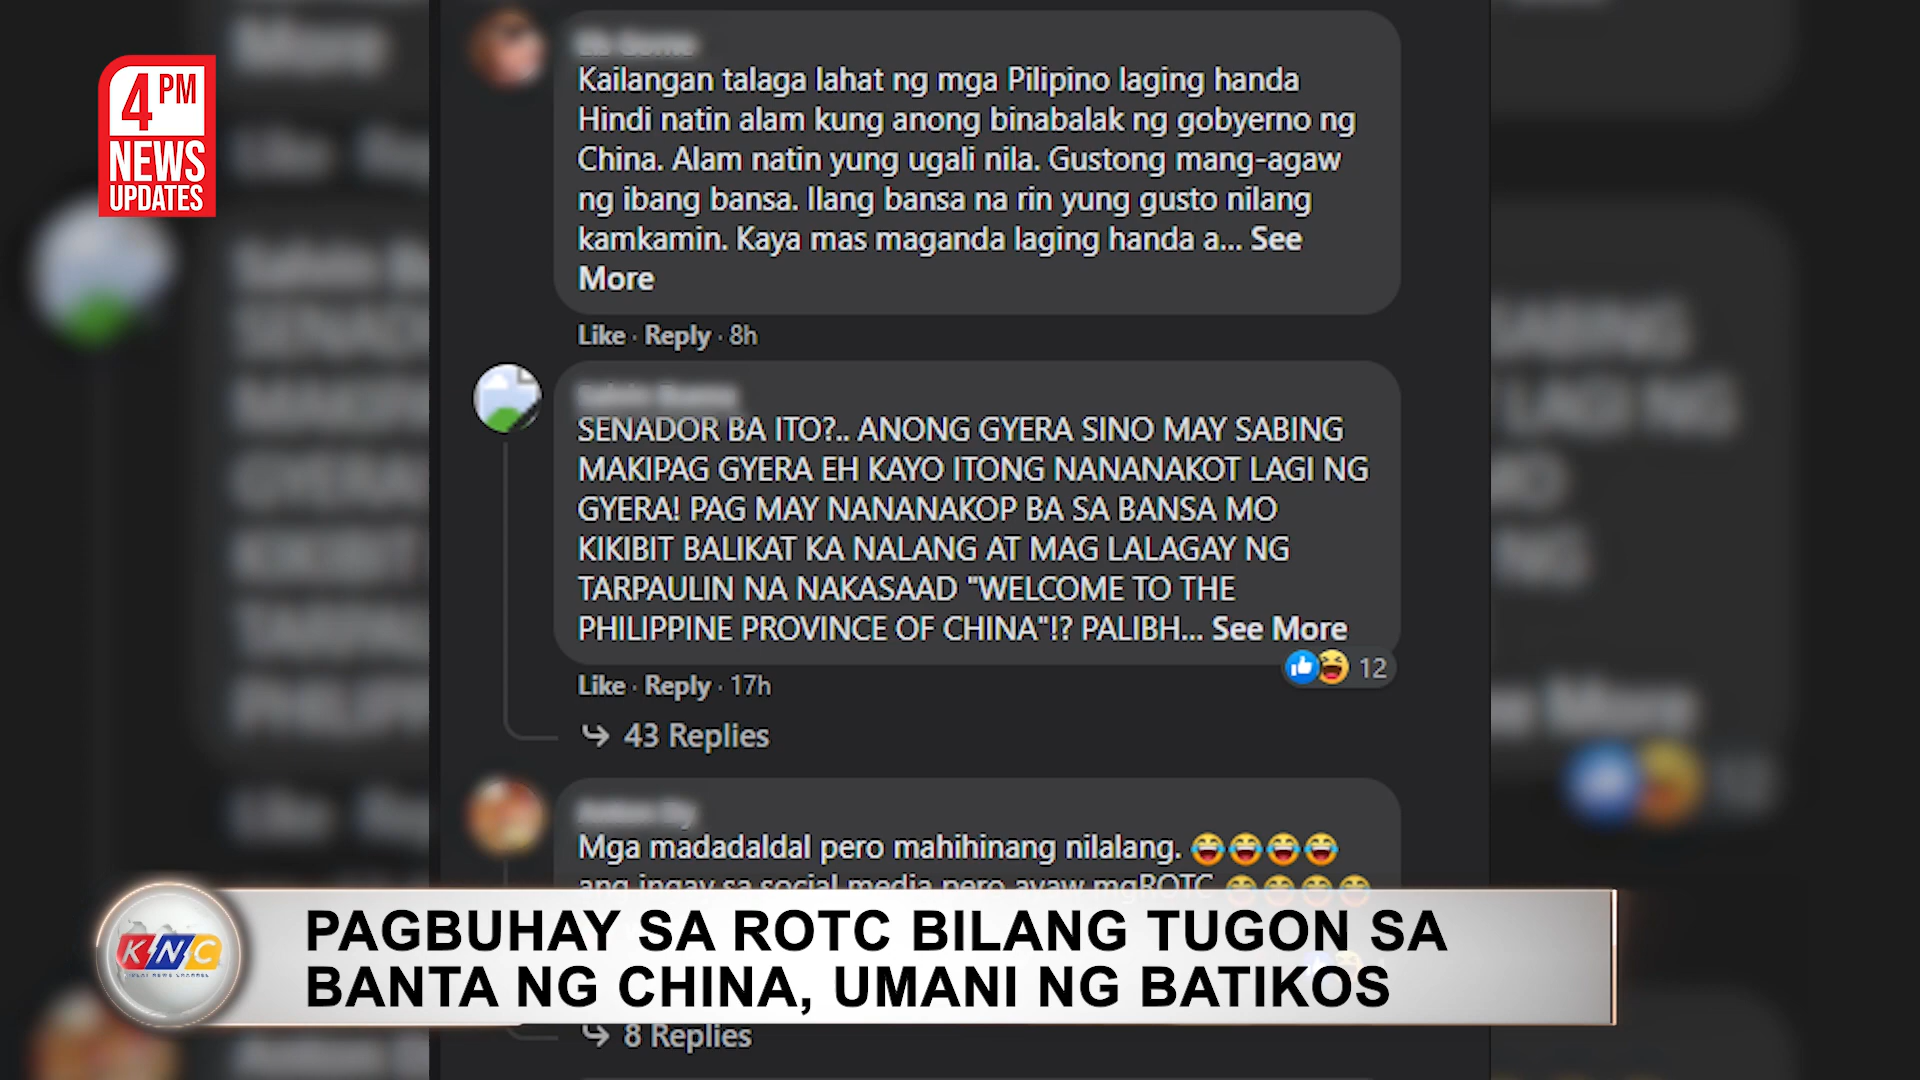 4 PM
NEWS
UPDATES
Kailangan talaga lahat ng mga Pilipino laging handa
Hindi natin alam kung anong binabalak ng gobyerno ng
China. Alam natin yung ugali nila. Gustong mang-agaw
ng ibang bansa. Ilang bansa na rin yung gusto nilang
kamkamin. Kaya mas maganda laging handa a... See
More
Like · Reply · 8h
SENADOR BA ITO?.. ANONG GYERA SINO MAY SABING
MAKIPAG GYERA EH KAYO ITONG NANANAKOT LAGI NG
GYERA! PAG MAY NANANAKOP BA SA BANSA MO
KIKIBIT BALIKAT KA NALANG AT MAG LALAGAY NG
TARPAULIN NA NAKASAAD "WELCOME TO THE
PHILIPPINE PROVINCE OF CHINA"!? PALIBH... See More
12
Like · Reply · 17h
43 Replies
Mga madadaldal pero mahihinang nilalang. 😂😂😂😂
ang ingay sa social media pero ayaw mgROTC 😂😂😂😂
KNC
PAGBUHAY SA ROTC BILANG TUGON SA
BANTA NG CHINA, UMANI NG BATIKOS
8 Replies